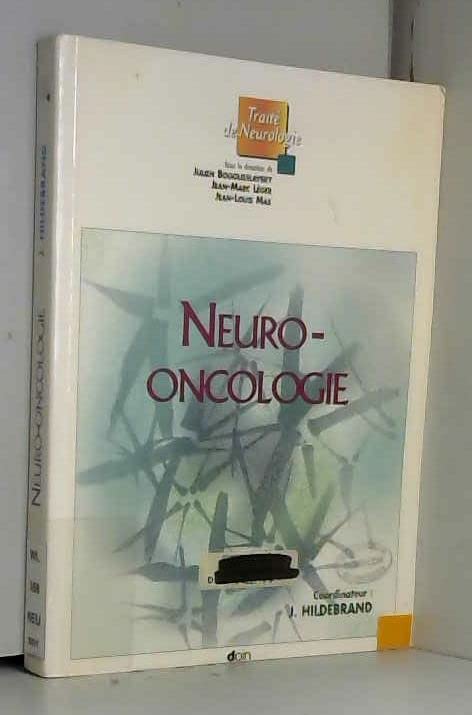 Traité
de Neurologie
Sous la direction de
JULIEN BOGOUSSLAVSKY
JEAN-MARC LÉGER
JEAN-LOUIS MAS
NEURO-
ONCOLOGIE
Coordinateur :
J. HILDEBRAND
doin
J. HILDEBRAND
NEURO-ONCOLOGIE
WL
358
NEU